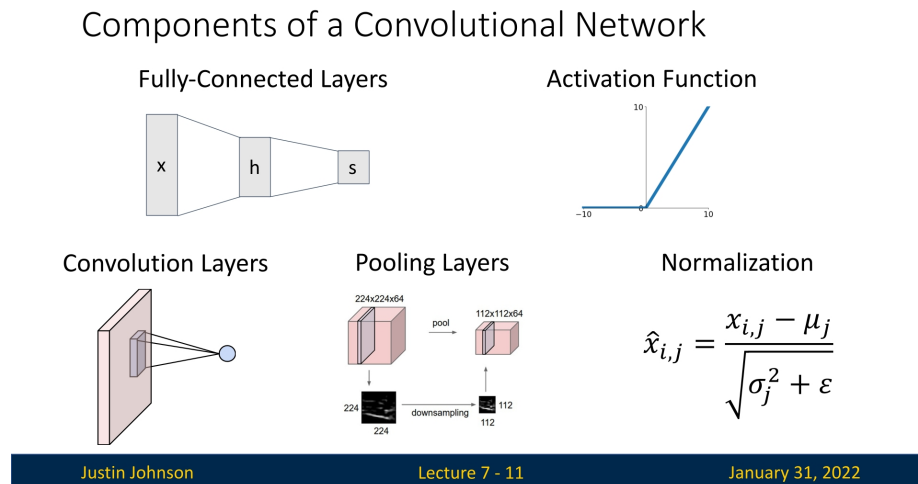 Components of a Convolutional Network
Fully-Connected Layers
x
h
s
Activation Function
10
-10
0
10
Convolution Layers
Pooling Layers
224x224x64
pool
112x112x64
224
224
downsampling
112
112
Normalization
x̂_{i,j} = \frac{x_{i,j} − μ_j}{\sqrt{σ_j^2 + ε}}
Justin Johnson
Lecture 7 - 11
January 31, 2022